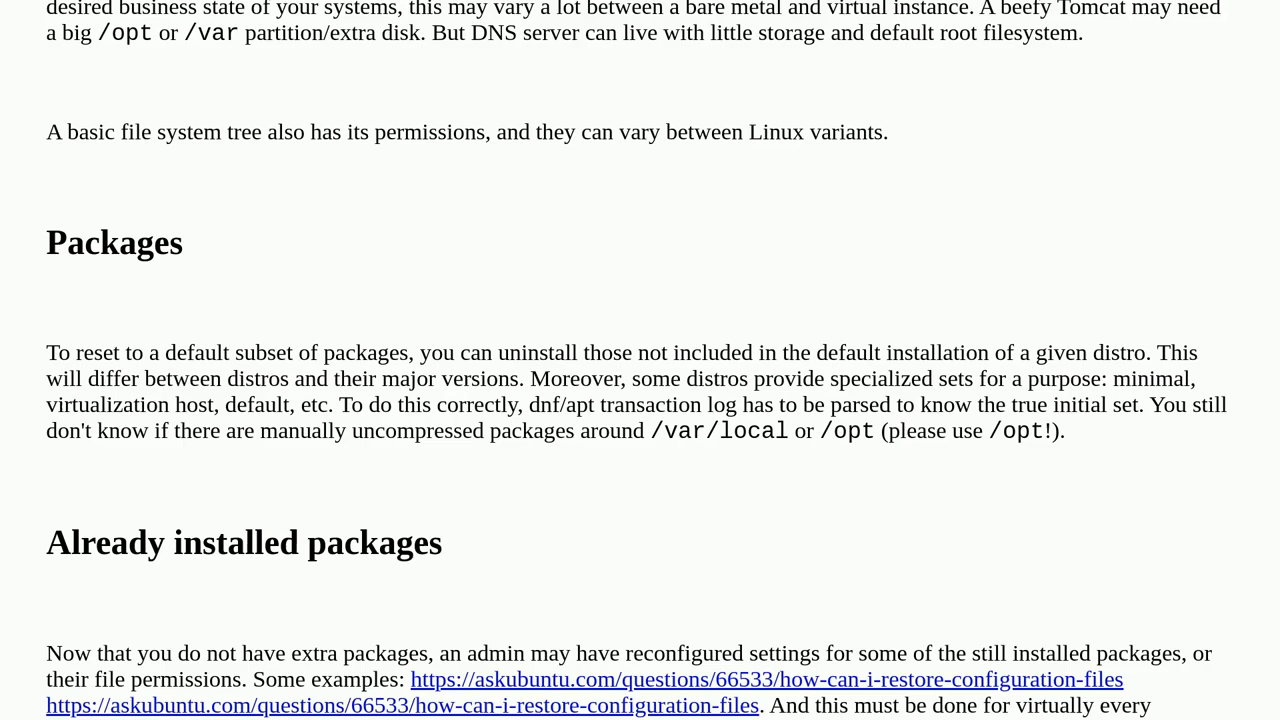 desired business state of your systems, this may vary a lot between a bare metal and virtual instance. A beefy Tomcat may need
a big /opt or /var partition/extra disk. But DNS server can live with little storage and default root filesystem.
A basic file system tree also has its permissions, and they can vary between Linux variants.
Packages
To reset to a default subset of packages, you can uninstall those not included in the default installation of a given distro. This
will differ between distros and their major versions. Moreover, some distros provide specialized sets for a purpose: minimal,
virtualization host, default, etc. To do this correctly, dnf/apt transaction log has to be parsed to know the true initial set. You still
don't know if there are manually uncompressed packages around /var/local or /opt (please use /opt!).
Already installed packages
Now that you do not have extra packages, an admin may have reconfigured settings for some of the still installed packages, or
their file permissions. Some examples: https://askubuntu.com/questions/66533/how-can-i-restore-configuration-files
https://askubuntu.com/questions/66533/how-can-i-restore-configuration-files. And this must be done for virtually every